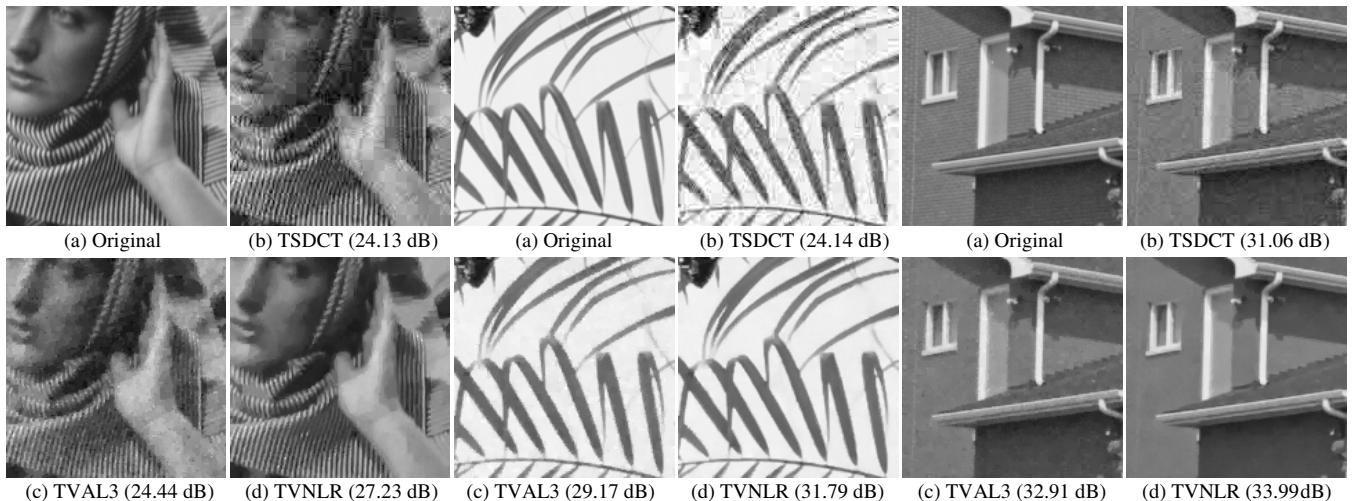 (a) Original
(b) TSDCT (24.13 dB)
(a) Original
(b) TSDCT (24.14 dB)
(a) Original
(b) TSDCT (31.06 dB)
(c) TVAL3 (24.44 dB)
(d) TVNLR (27.23 dB)
(c) TVAL3 (29.17 dB)
(d) TVNLR (31.79 dB)
(c) TVAL3 (32.91 dB)
(d) TVNLR (33.99 dB)